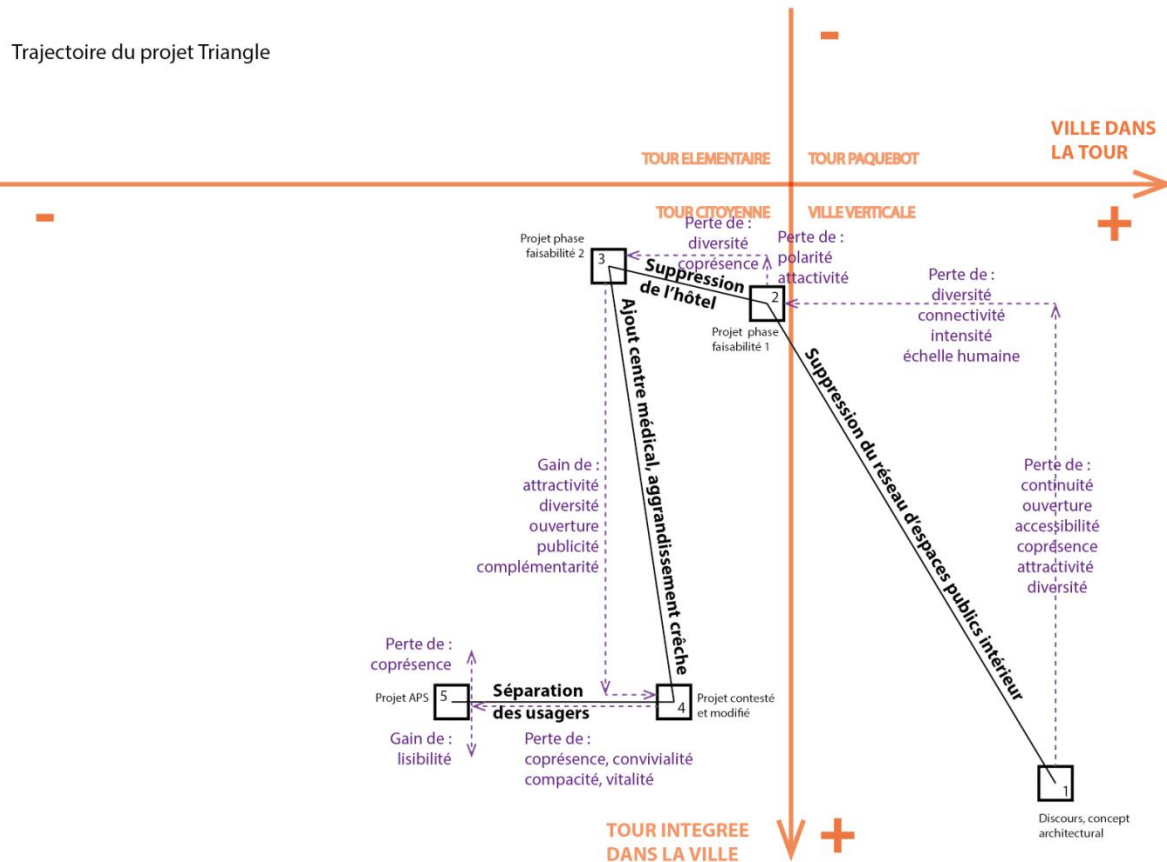 Trajectoire du projet Triangle
-
VILLE DANS
LA TOUR
TOUR ELEMENTAIRE
TOUR PAQUEBOT
-
+
TOUR CITOYENNE
VILLE VERTICALE
Projet phase
faisabilité 2
3
Perte de :
diversité
coprésence
Perte de :
polarité
attactivité
Suppression
de l'hôtel
2
Projet phase
faisabilité 1
Perte de :
diversité
connectivité
intensité
échelle humaine
Ajout centre médical, aggrandissement crêche
Suppression du réseau d'espaces publics intérieur
Gain de :
attractivité
diversité
ouverture
publicité
complémentarité
Perte de :
continuité
ouverture
accessibilité
coprésence
attractivité
diversité
Perte de :
coprésence
Projet APS
5
Séparation
des usagers
4
Projet contesté
et modifié
Gain de :
lisibilité
Perte de :
coprésence, convivialité
compacité, vitalité
1
Discours, concept
architectural
TOUR INTEGREE
DANS LA VILLE
+